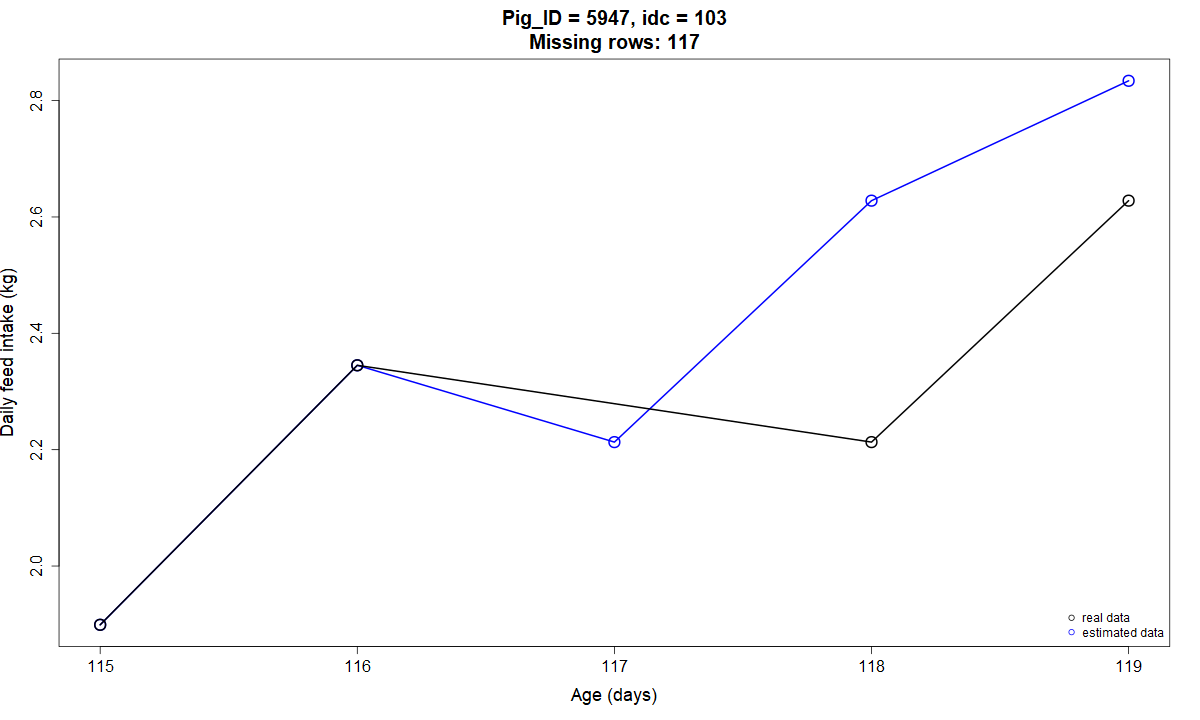 Pig_ID = 5947, idc = 103
Missing rows: 117
Daily feed intake (kg)
2.8
2.6
2.4
2.2
2.0
115 116 117 118 119
Age (days)
real data
estimated data